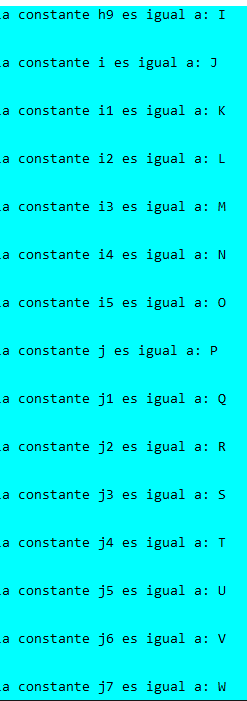 a constante h9 es igual a: I
a constante i es igual a: J
a constante i1 es igual a: K
a constante i2 es igual a: L
a constante i3 es igual a: M
a constante i4 es igual a: N
a constante i5 es igual a: O
a constante j es igual a: P
a constante j1 es igual a: Q
a constante j2 es igual a: R
a constante j3 es igual a: S
a constante j4 es igual a: T
a constante j5 es igual a: U
a constante j6 es igual a: V
a constante j7 es igual a: W